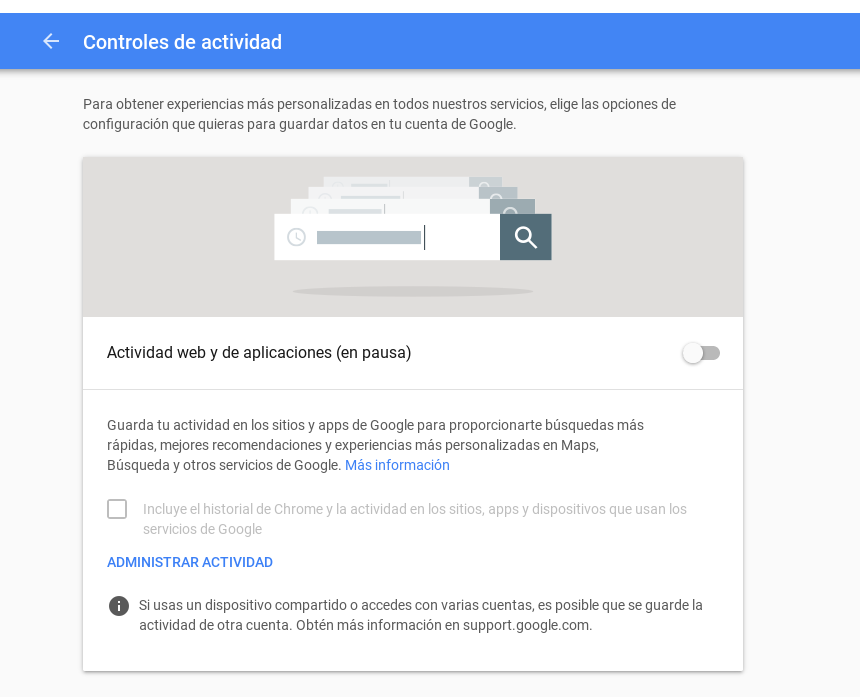 Controles de actividad
Para obtener experiencias más personalizadas en todos nuestros servicios, elige las opciones de
configuración que quieras para guardar datos en tu cuenta de Google.
Actividad web y de aplicaciones (en pausa)
Guarda tu actividad en los sitios y apps de Google para proporcionarte búsquedas más
rápidas, mejores recomendaciones y experiencias más personalizadas en Maps,
Búsqueda y otros servicios de Google. Más información
Incluye el historial de Chrome y la actividad en los sitios, apps y dispositivos que usan los
servicios de Google
ADMINISTRAR ACTIVIDAD
Si usas un dispositivo compartido o accedes con varias cuentas, es posible que se guarde la
actividad de otra cuenta. Obtén más información en support.google.com.